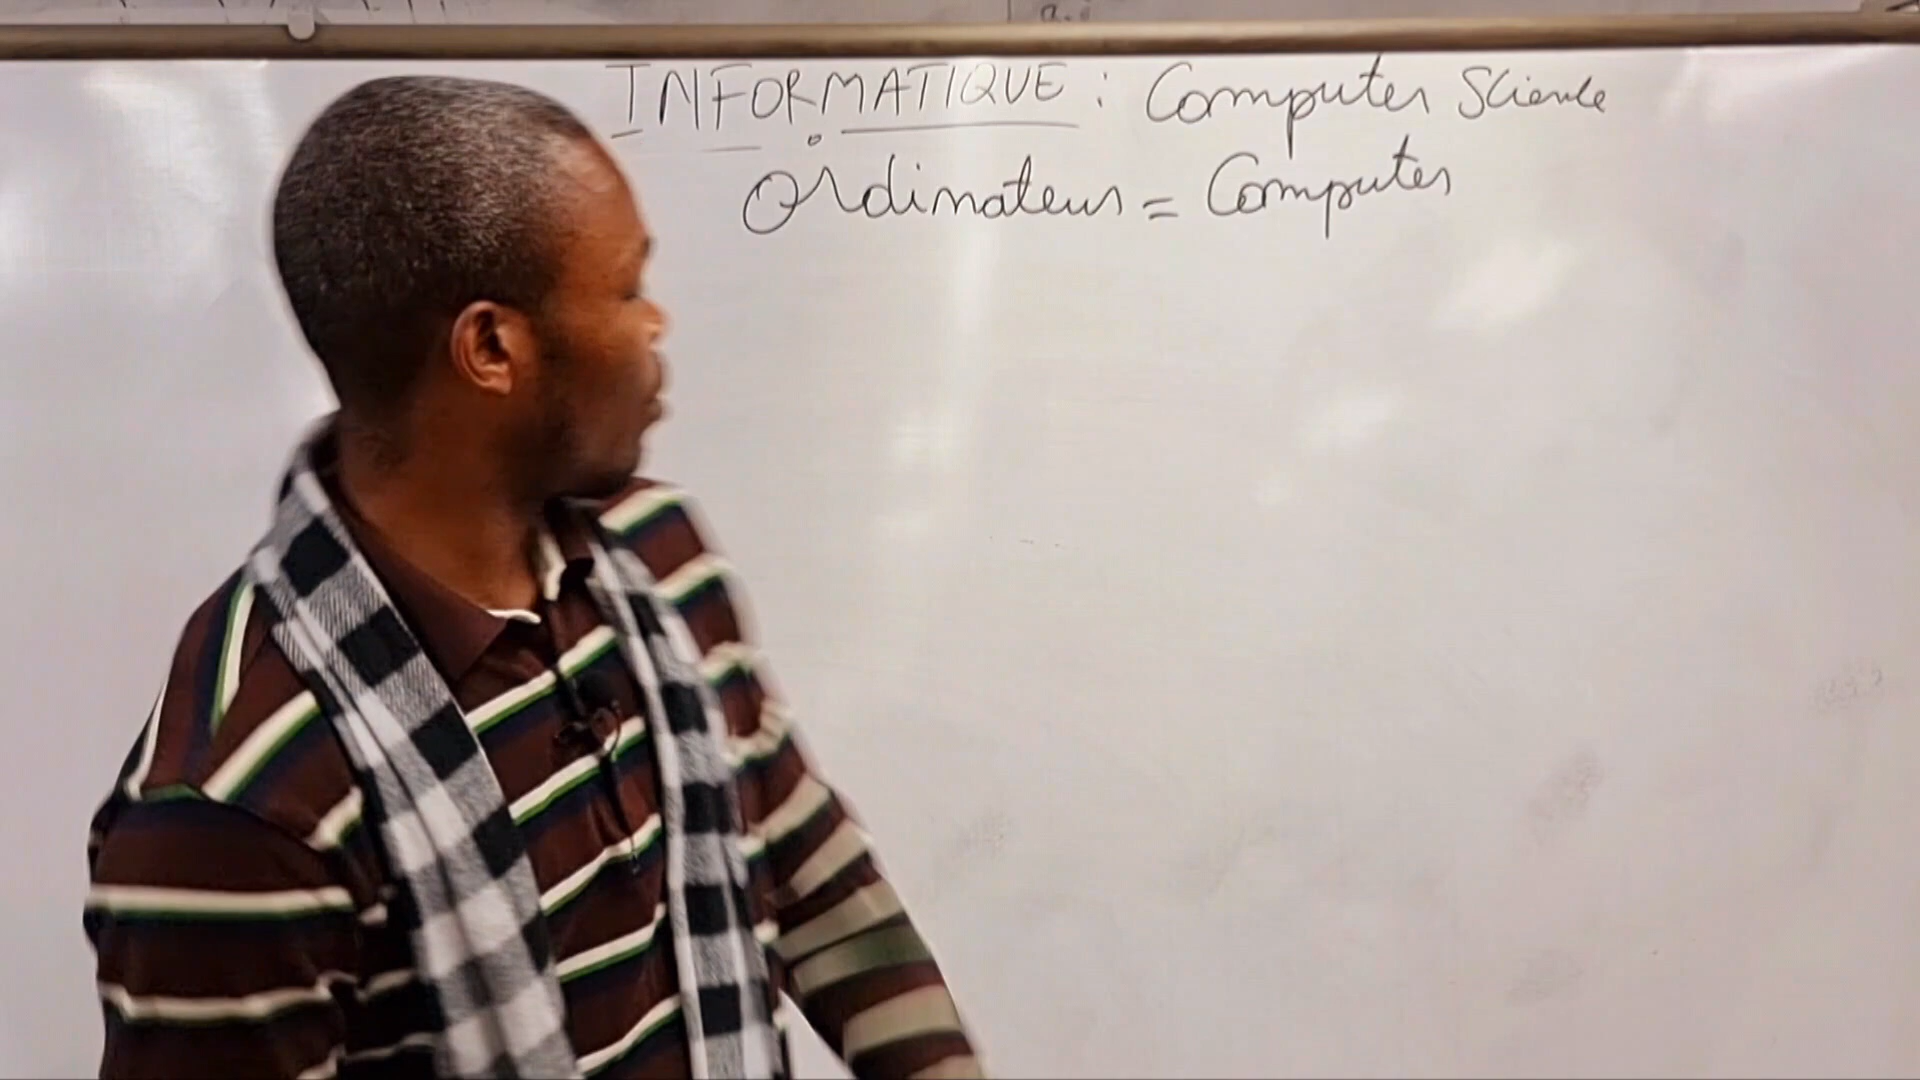 INFORMATIQUE : Computer Science
Ordinateur = Computer